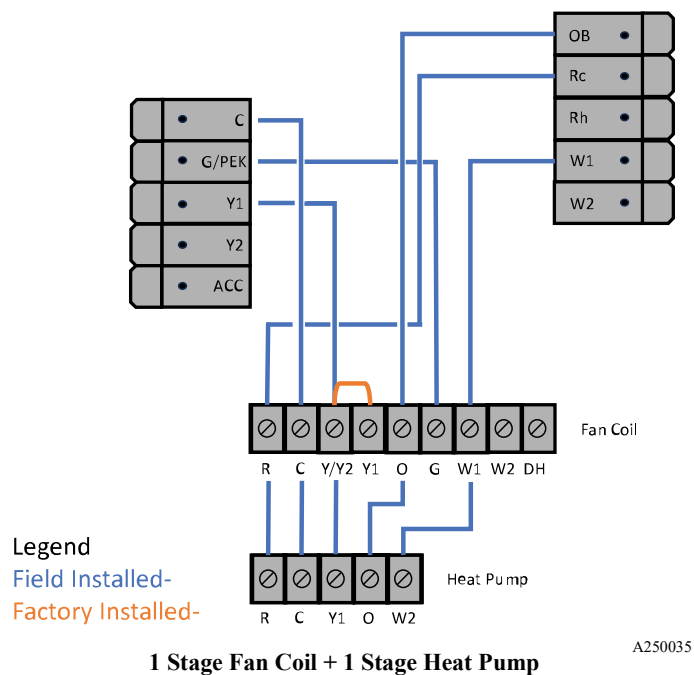 OB
Rc
Rh
W1
W2
C
G/PEK
Y1
Y2
ACC
Fan Coil
R C Y/Y2 Y1 O G W1 W2 DH
Legend
Field Installed-
Factory Installed-
Heat Pump
R C Y1 O W2
A250035
1 Stage Fan Coil + 1 Stage Heat Pump